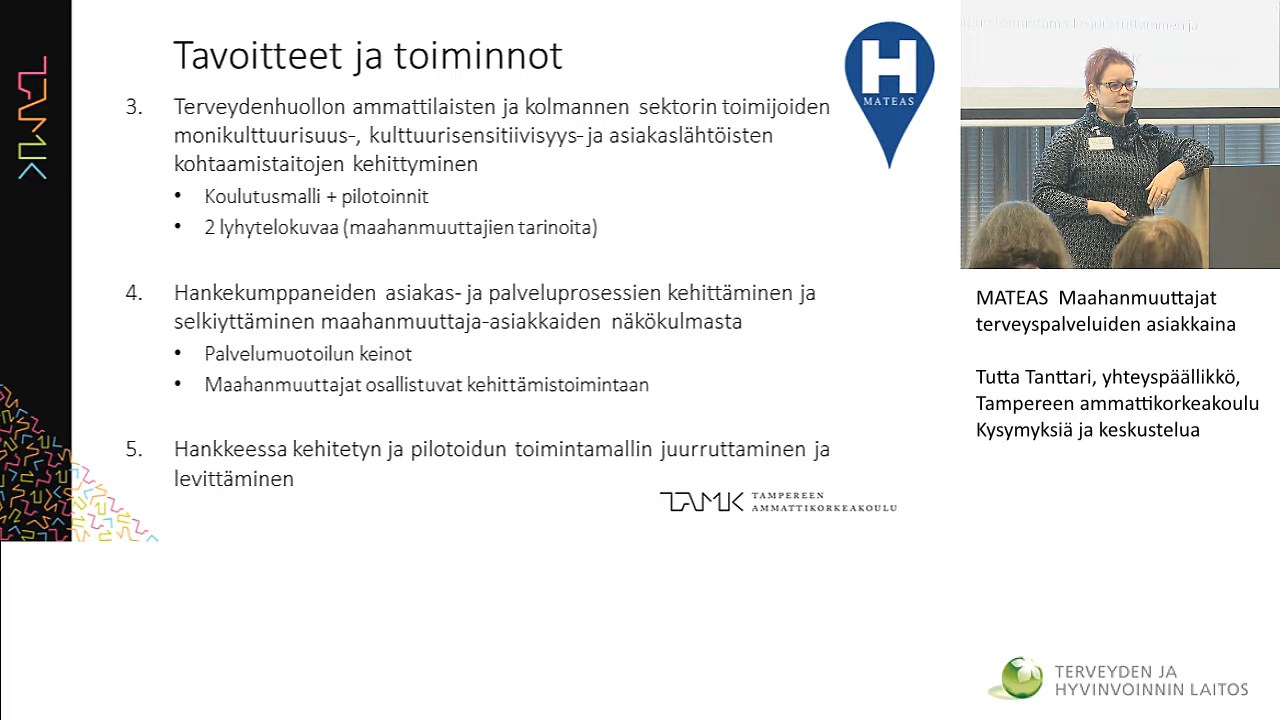 TAMK
Tavoitteet ja toiminnot
H
MATEAS
3. Terveydenhuollon ammattilaisten ja kolmannen sektorin toimijoiden
monikulttuurisuus-, kulttuurisensitiivisyys- ja asiakaslähtöisten
kohtaamistaitojen kehittyminen
• Koulutusmalli + pilotoinnit
• 2 lyhytelokuvaa (maahanmuuttajien tarinoita)
4. Hankekumppaneiden asiakas- ja palveluprosessien kehittäminen ja
selkiyttäminen maahanmuuttaja-asiakkaiden näkökulmasta
• Palvelumuotoilun keinot
• Maahanmuuttajat osallistuvat kehittämistoimintaan
5. Hankkeessa kehitetyn ja pilotoidun toimintamallin juurruttaminen ja
levittäminen
TAMK TAMPEREEN
AMMATTIKORKEAKOULU
MATEAS Maahanmuuttajat
terveyspalveluiden asiakkaina
Tutta Tanttari, yhteyspäällikkö,
Tampereen ammattikorkeakoulu
Kysymyksiä ja keskustelua
TERVEYDEN JA
HYVINVOINNIN LAITOS